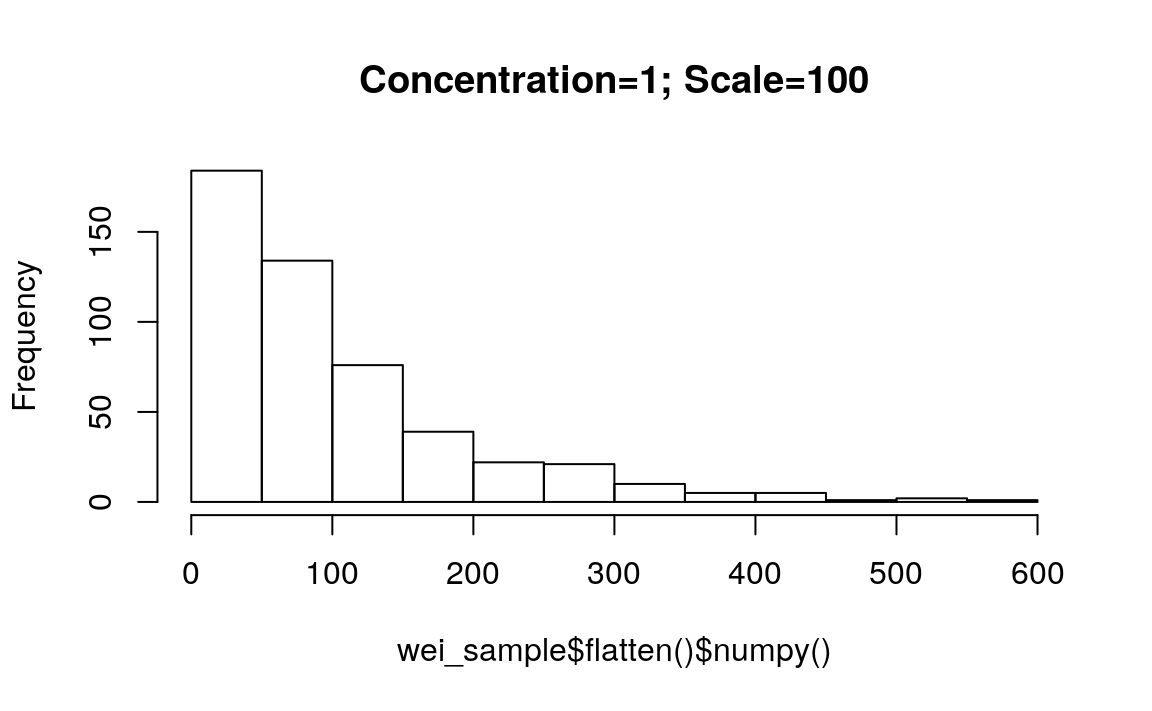 Concentration=1; Scale=100
Frequency
150
100
50
0
0 100 200 300 400 500 600
wei_sample$flatten()$numpy()